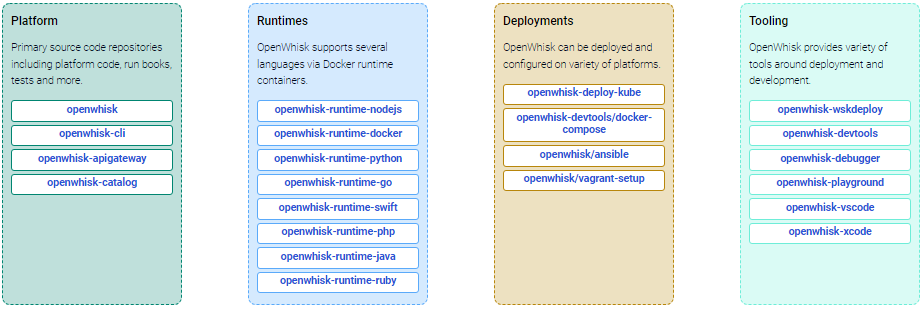 Platform
Primary source code repositories
including platform code, run books,
tests and more.
openwhisk
openwhisk-cli
openwhisk-apigateway
openwhisk-catalog
Runtimes
OpenWhisk supports several
languages via Docker runtime
containers.
openwhisk-runtime-nodejs
openwhisk-runtime-docker
openwhisk-runtime-python
openwhisk-runtime-go
openwhisk-runtime-swift
openwhisk-runtime-php
openwhisk-runtime-java
openwhisk-runtime-ruby
Deployments
OpenWhisk can be deployed and
configured on variety of platforms.
openwhisk-deploy-kube
openwhisk-devtools/docker-
compose
openwhisk/ansible
openwhisk/vagrant-setup
Tooling
OpenWhisk provides variety of
tools around deployment and
development.
openwhisk-wskdeploy
openwhisk-devtools
openwhisk-debugger
openwhisk-playground
openwhisk-vscode
openwhisk-xcode